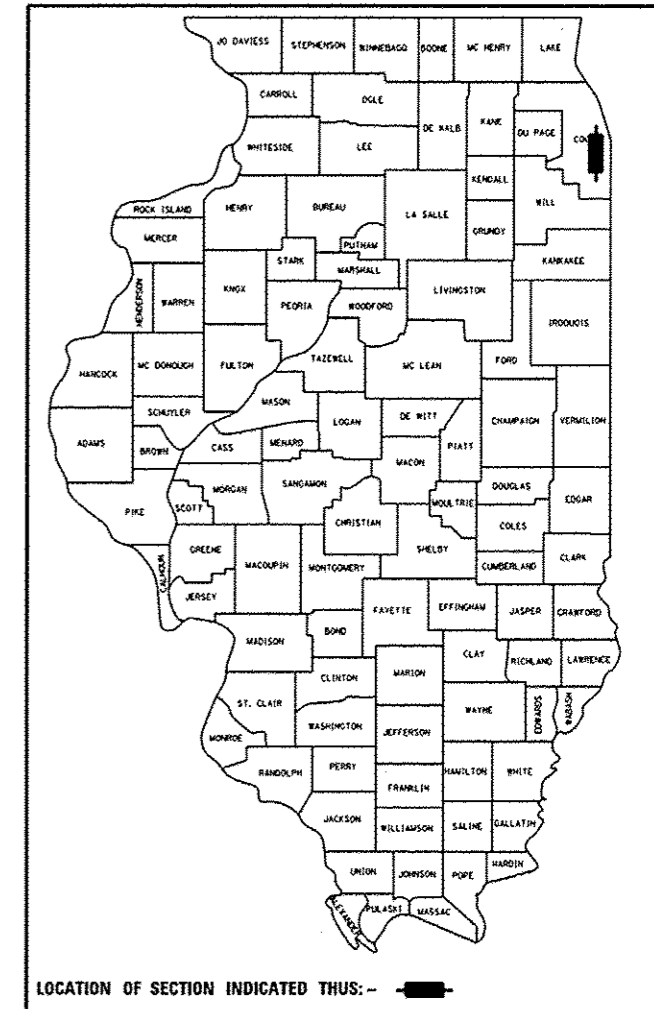 JO DAVIESS STEPHENSON WINNEBAGO BOONE MC HENRY LAKE
CARROLL OGLE DE KALB KANE DU PAGE
WHITESIDE LEE
KENDALL WILL
ROCK ISLAND HENRY BUREAU LA SALLE GRUNDY
MERCER PUTNAM KANKAKEE
STARK MARSHALL
HENDERSON WARREN KNOX PEORIA WOODFORD LIVINGSTON IROQUOIS
HANCOCK MC DONOUGH FULTON TAZEWELL MC LEAN FORD
SCHUYLER MASON LOGAN DE WITT CHAMPAIGN VERMILION
ADAMS BROWN CASS MENARD MACON PIATT
PIKE SCOTT MORGAN SANGAMON CHRISTIAN MOULTRIE DOUGLAS EDGAR
COLES
CALHOUN GREENE MACOUPIN MONTGOMERY SHELBY CUMBERLAND CLARK
JERSEY FAYETTE EFFINGHAM JASPER CRAWFORD
MADISON BOND CLAY RICHLAND LAWRENCE
CLINTON MARION
ST. CLAIR WAYNE EDWARDS WABASH
MONROE WASHINGTON JEFFERSON
RANDOLPH PERRY HAMILTON WHITE
FRANKLIN
JACKSON WILLIAMSON SALINE GALLATIN
UNION JOHNSON POPE HARDIN
ALEXANDER PULASKI MASSAC
LOCATION OF SECTION INDICATED THUS: -